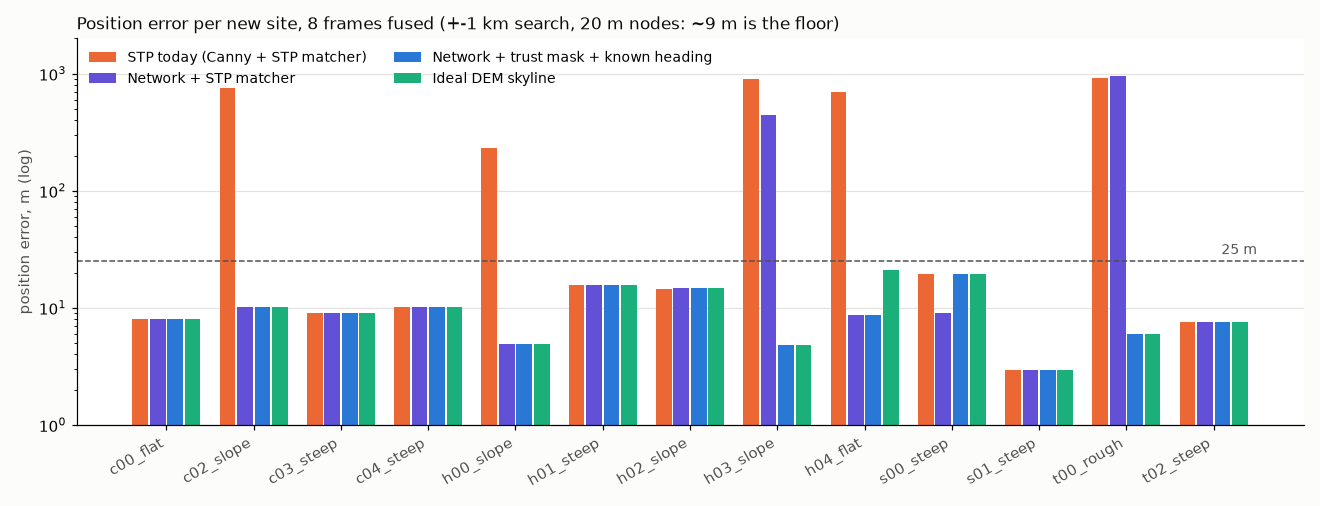 Position error per new site, 8 frames fused (+-1 km search, 20 m nodes: ~9 m is the floor)
STP today (Canny + STP matcher)
Network + STP matcher
Network + trust mask + known heading
Ideal DEM skyline
position error, m (log)
10³
10²
10¹
10⁰
25 m
c00_flat
c02_slope
c03_steep
c04_steep
h00_slope
h01_steep
h02_slope
h03_slope
h04_flat
s00_steep
s01_steep
t00_rough
t02_steep